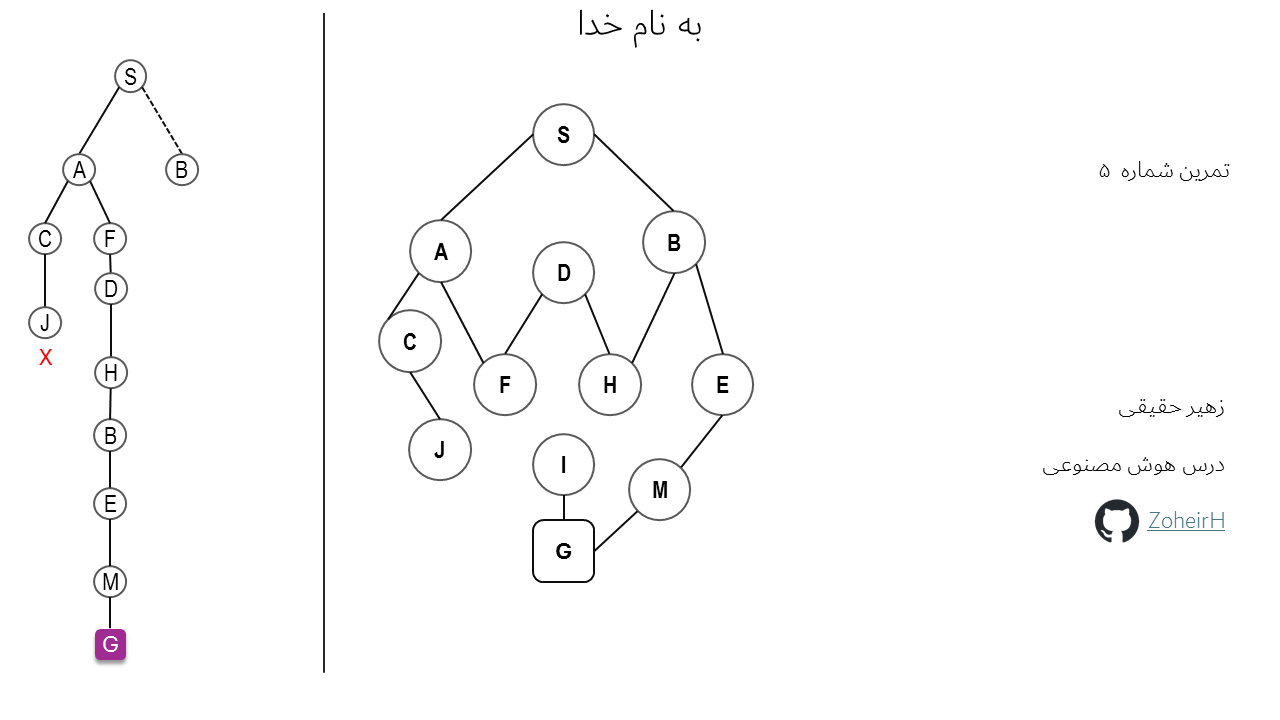 به نام خدا
تمرین شماره ۵
زهیر حقیقی
درس هوش مصنوعی
ZoheirH
S
A B
C F
D
J
X
H
B
E
M
G
S
A B
D
C
F H E
J I
M
G